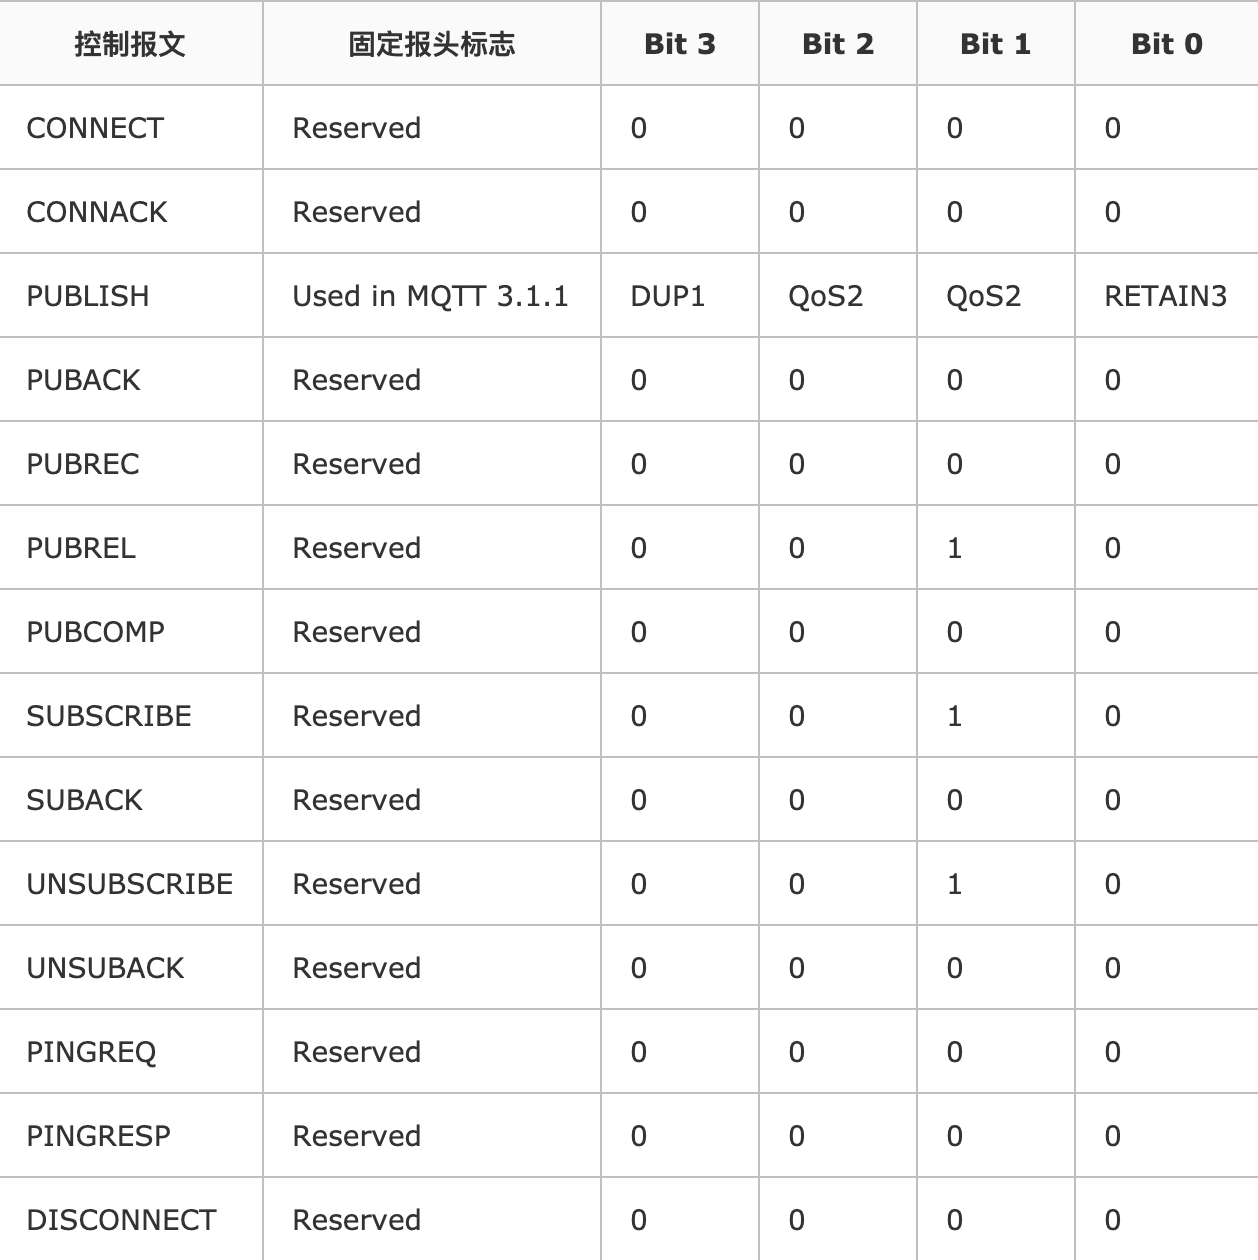 控制报文 固定报头标志 Bit 3 Bit 2 Bit 1 Bit 0
CONNECT Reserved 0 0 0 0
CONNACK Reserved 0 0 0 0
PUBLISH Used in MQTT 3.1.1 DUP1 QoS2 QoS2 RETAIN3
PUBACK Reserved 0 0 0 0
PUBREC Reserved 0 0 0 0
PUBREL Reserved 0 0 1 0
PUBCOMP Reserved 0 0 0 0
SUBSCRIBE Reserved 0 0 1 0
SUBACK Reserved 0 0 0 0
UNSUBSCRIBE Reserved 0 0 1 0
UNSUBACK Reserved 0 0 0 0
PINGREQ Reserved 0 0 0 0
PINGRESP Reserved 0 0 0 0
DISCONNECT Reserved 0 0 0 0